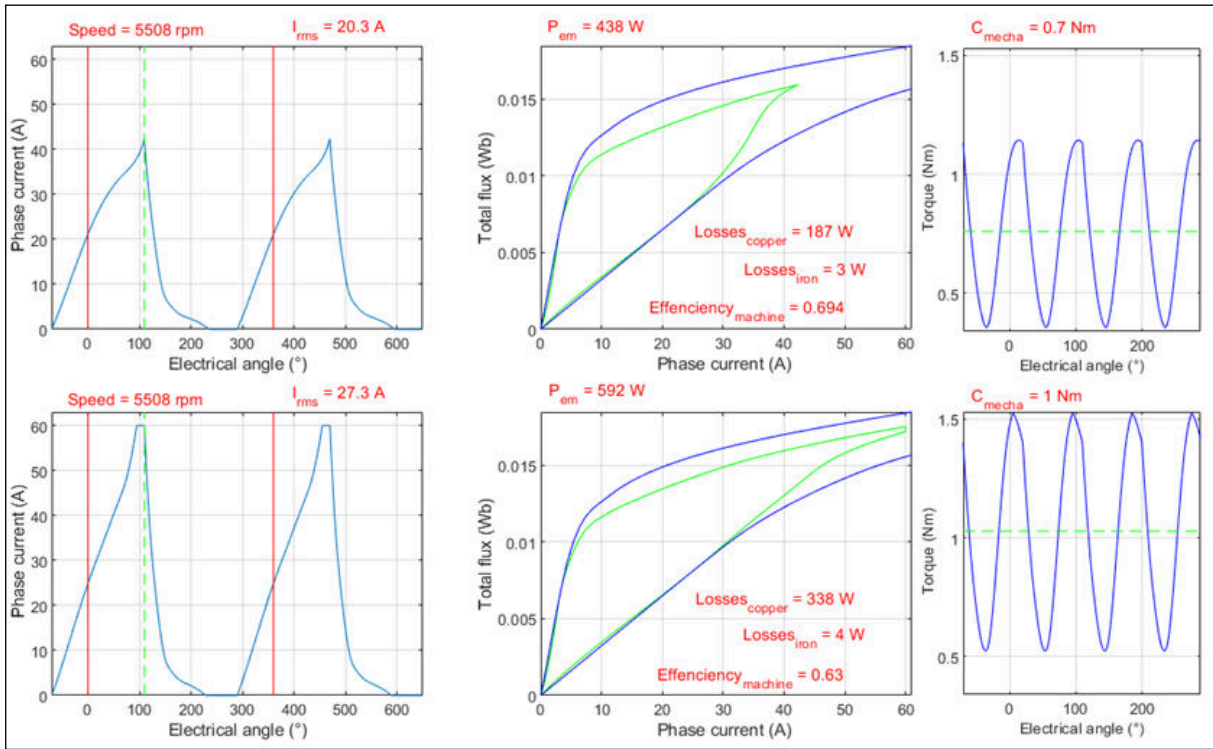 Speed = 5508 rpm
I_rms = 20.3 A
Phase current (A)
60
50
40
30
20
10
0
0 100 200 300 400 500 600
Electrical angle (°)
P_em = 438 W
Total flux (Wb)
0.015
0.01
0.005
0
Losses_copper = 187 W
Losses_iron = 3 W
Effenciency_machine = 0.694
0 10 20 30 40 50 60
Phase current (A)
C_mecha = 0.7 Nm
Torque (Nm)
1.5
1
0.5
0 100 200
Electrical angle (°)
Speed = 5508 rpm
I_rms = 27.3 A
Phase current (A)
60
50
40
30
20
10
0
0 100 200 300 400 500 600
Electrical angle (°)
P_em = 592 W
Total flux (Wb)
0.015
0.01
0.005
0
Losses_copper = 338 W
Losses_iron = 4 W
Effenciency_machine = 0.63
0 10 20 30 40 50 60
Phase current (A)
C_mecha = 1 Nm
Torque (Nm)
1.5
1
0.5
0 100 200
Electrical angle (°)